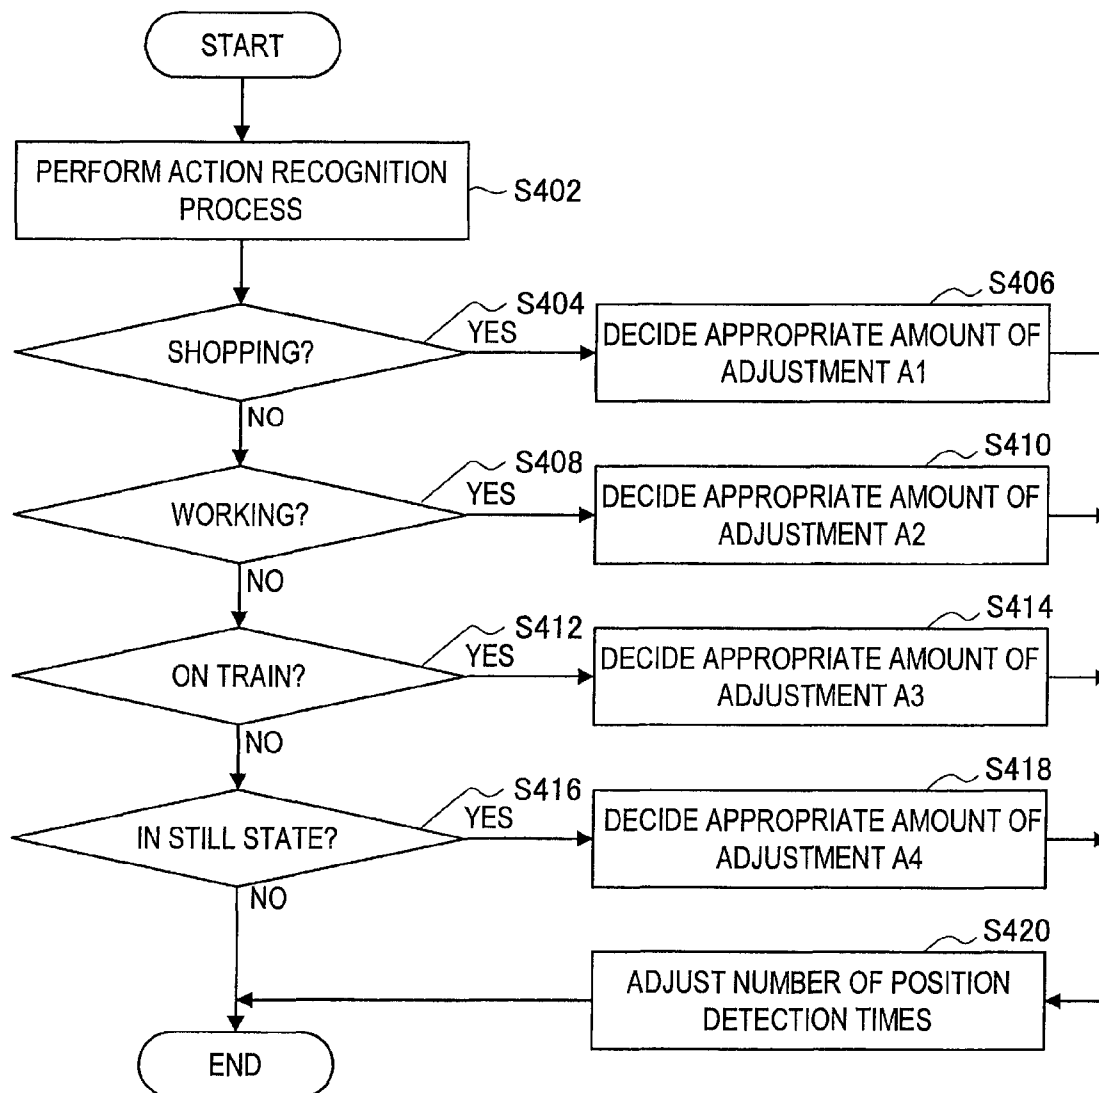 START
PERFORM ACTION RECOGNITION
PROCESS
S402
SHOPPING?
S404
YES
NO
S406
DECIDE APPROPRIATE AMOUNT OF
ADJUSTMENT A1
WORKING?
S408
YES
NO
S410
DECIDE APPROPRIATE AMOUNT OF
ADJUSTMENT A2
ON TRAIN?
S412
YES
NO
S414
DECIDE APPROPRIATE AMOUNT OF
ADJUSTMENT A3
IN STILL STATE?
S416
YES
NO
S418
DECIDE APPROPRIATE AMOUNT OF
ADJUSTMENT A4
S420
ADJUST NUMBER OF POSITION
DETECTION TIMES
END